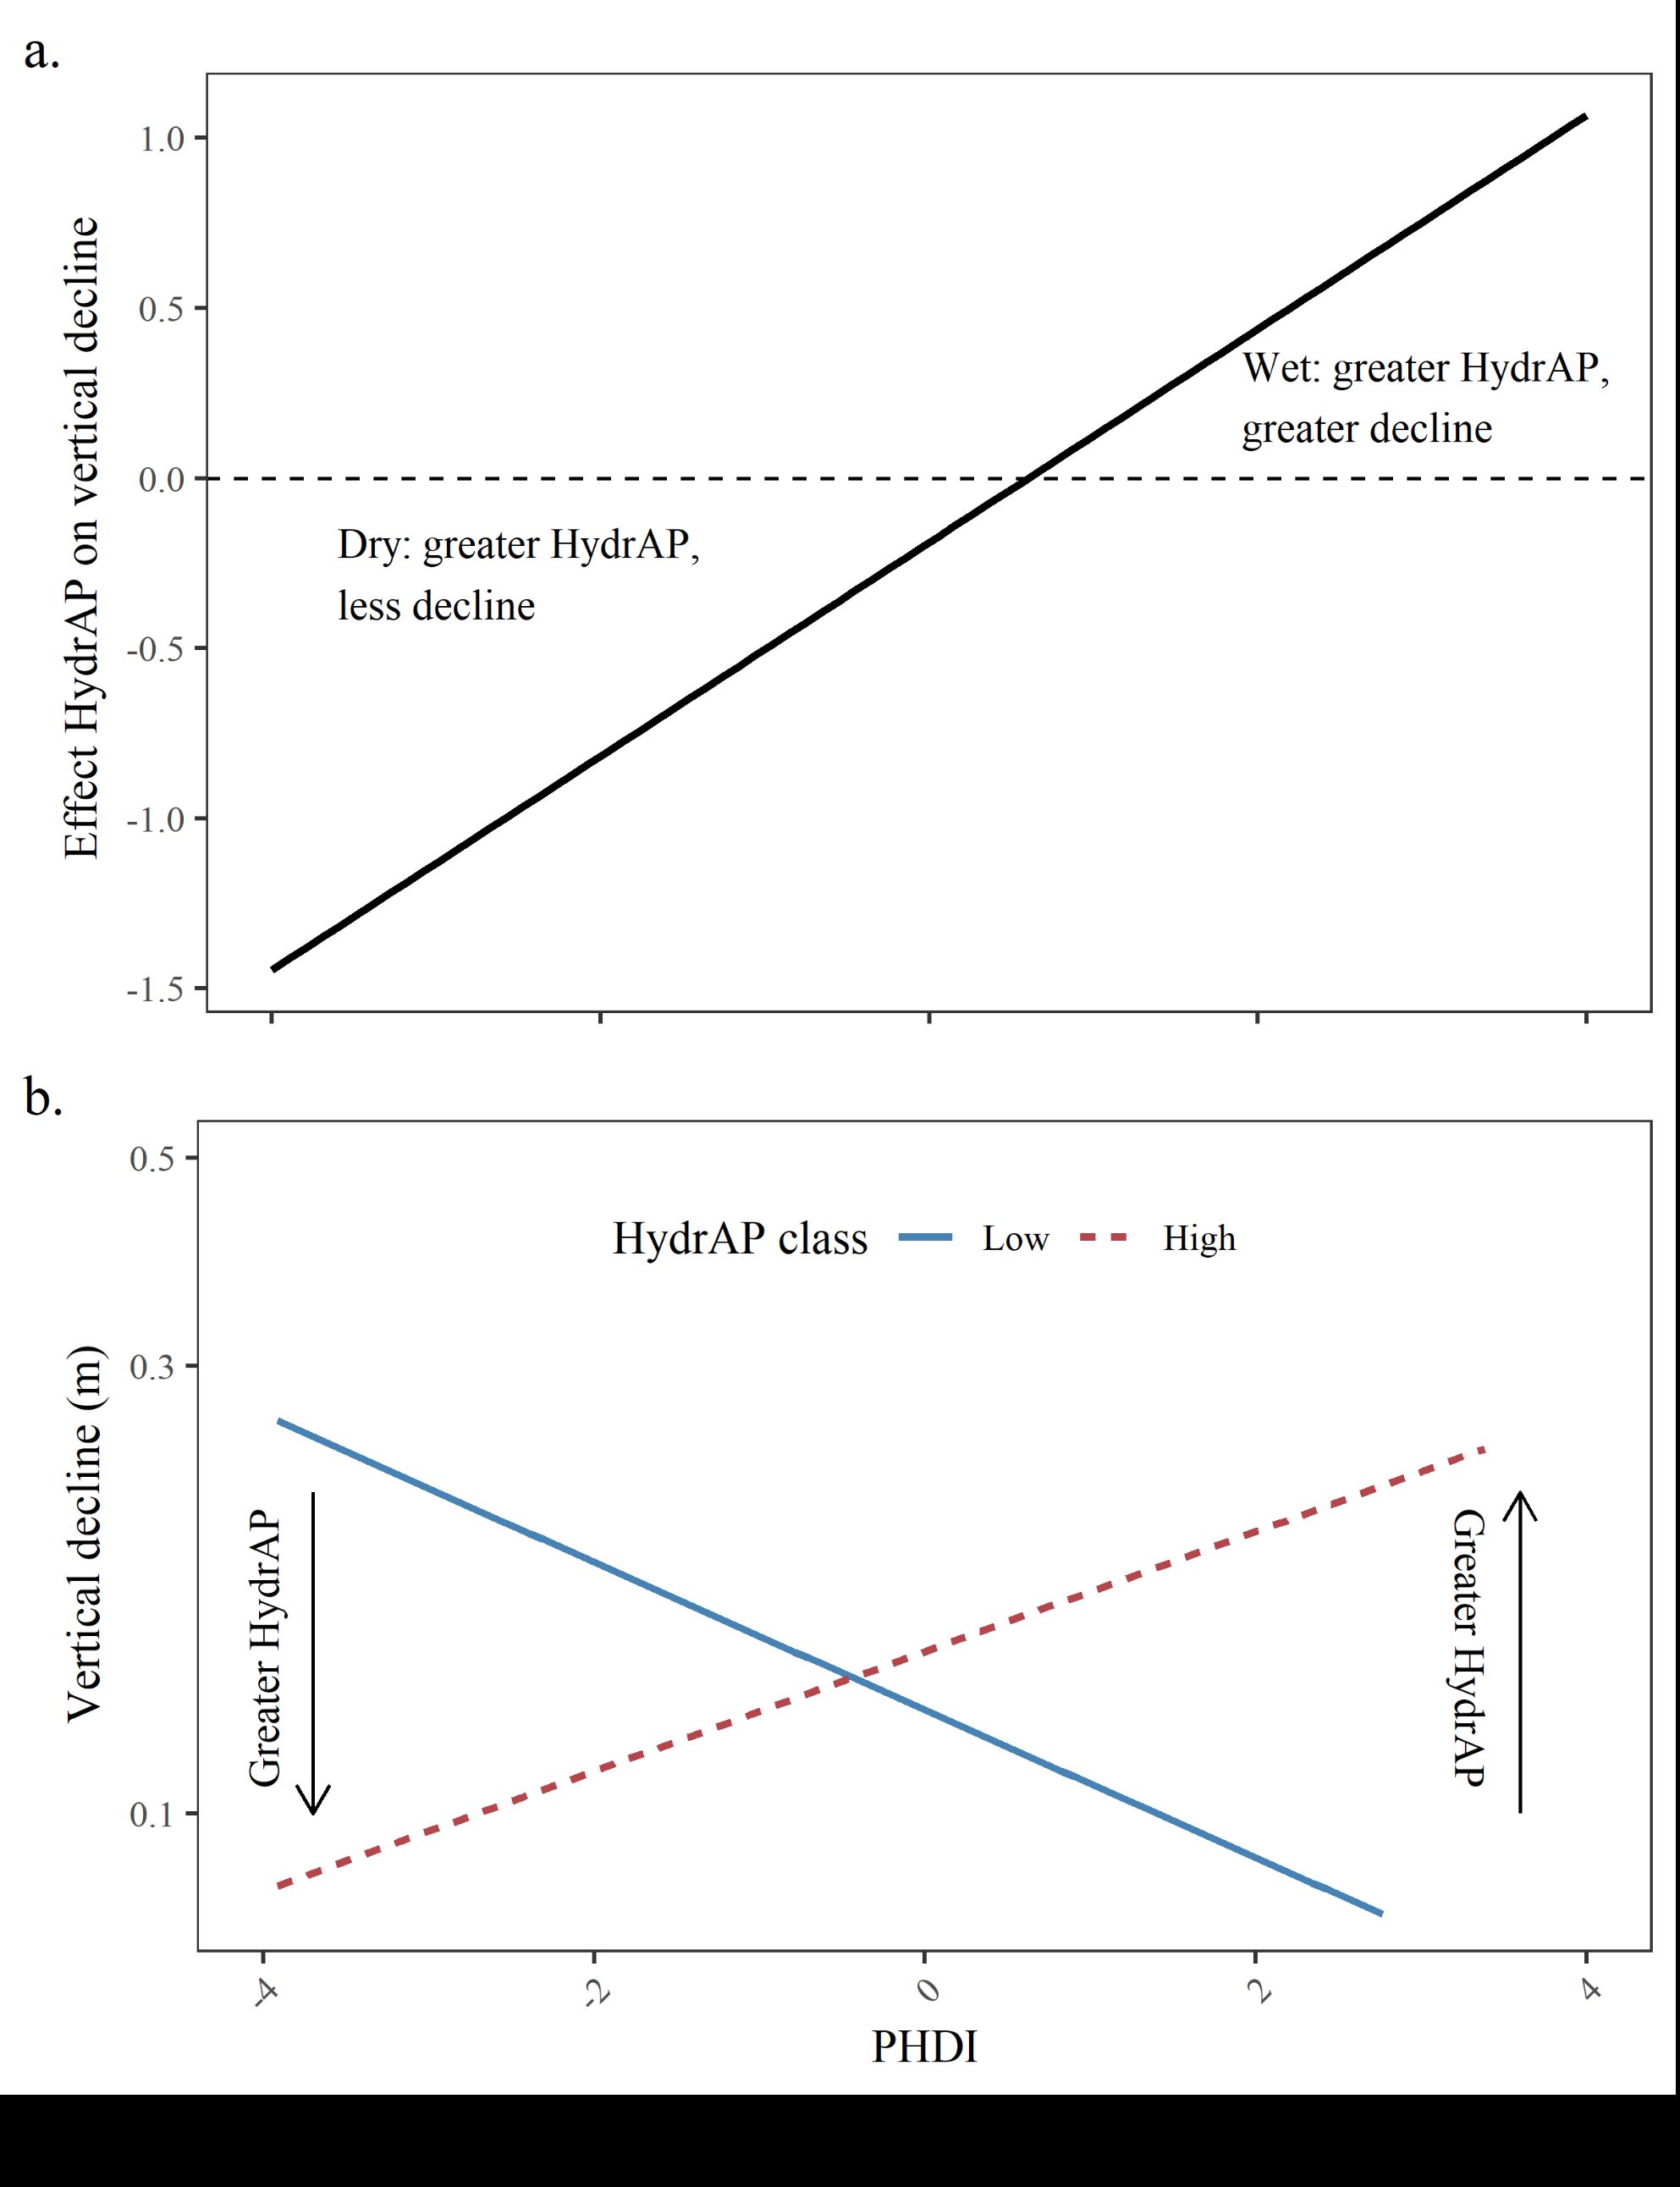 a.
1.0
0.5
0.0
-0.5
-1.0
-1.5
Effect HydrAP on vertical decline
Wet: greater HydrAP,
greater decline
Dry: greater HydrAP,
less decline
b.
0.5
0.3
0.1
Vertical decline (m)
HydrAP class Low High
Greater HydrAP
Greater HydrAP
-4 -2 0 2 4
PHDI